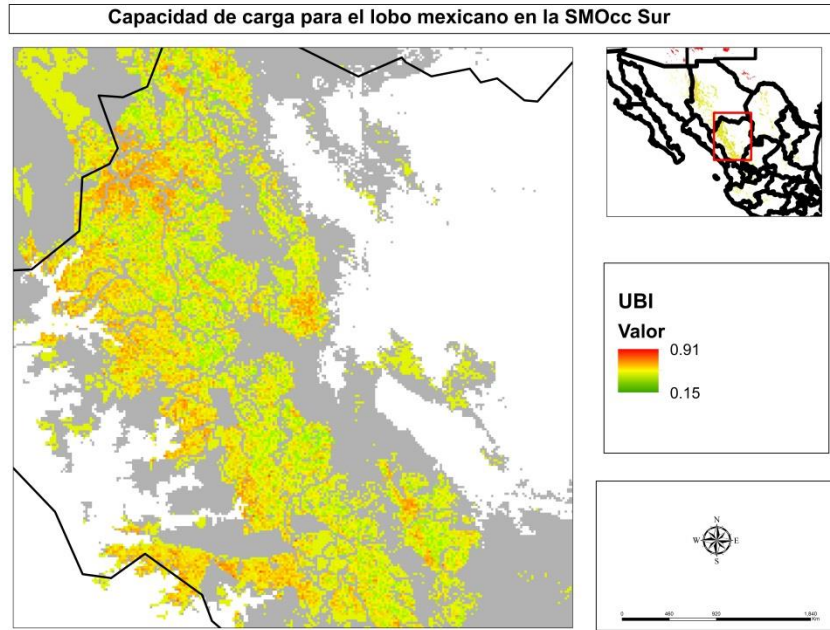 Capacidad de carga para el lobo mexicano en la SMOcc Sur
UBI
Valor
0.91
0.15
N
W E
S
0 460 920 1,840
Km